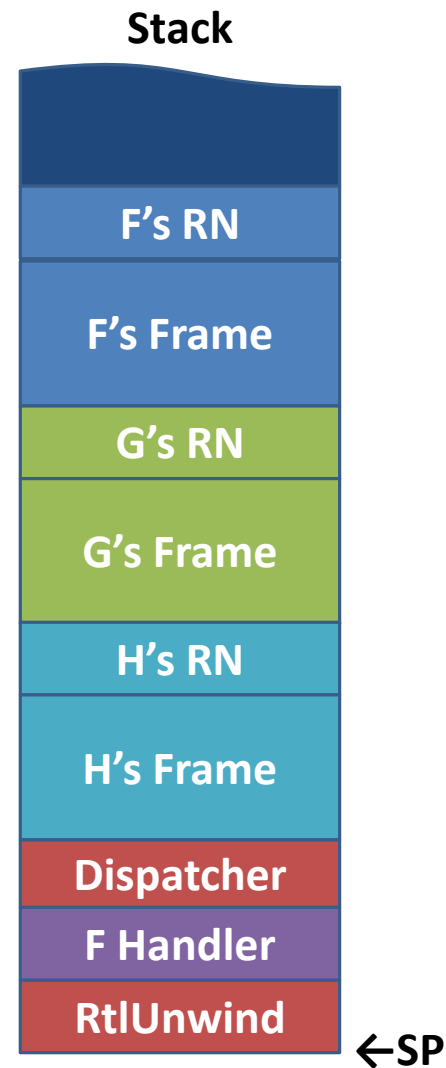 Stack
F’s RN
F’s Frame
G’s RN
G’s Frame
H’s RN
H’s Frame
Dispatcher
F Handler
RtlUnwind
←SP